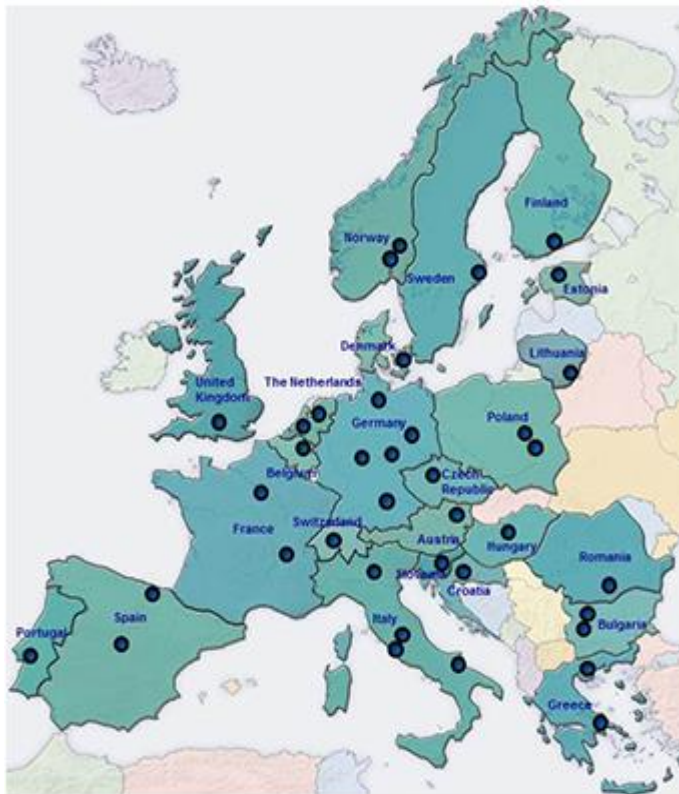 Finland
Norway
Sweden
Estonia
Denmark
Lithuania
United
Kingdom
The Netherlands
Germany
Poland
Belgium
Czech
Republic
France
Switzerland
Austria
Hungary
Romania
Slovenia
Croatia
Portugal
Spain
Italy
Bulgaria
Greece